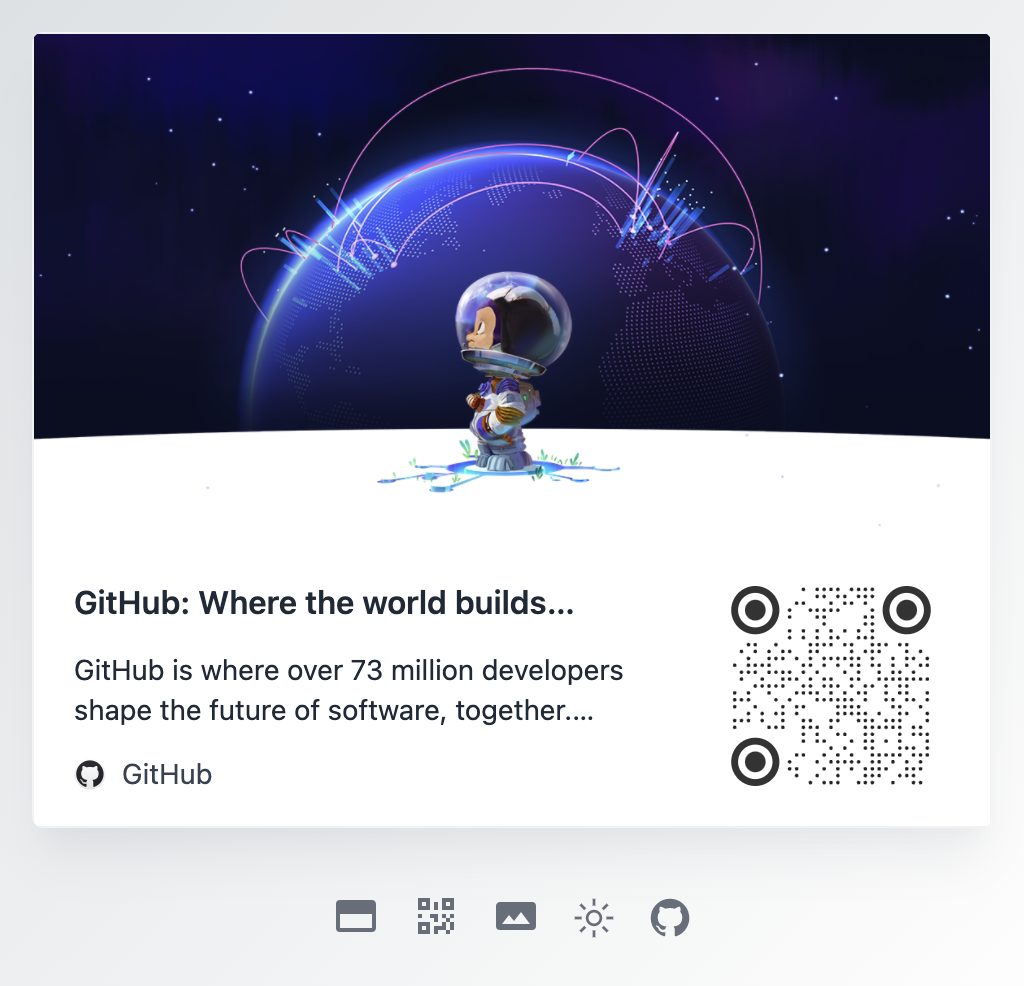 GitHub: Where the world builds...
GitHub is where over 73 million developers
shape the future of software, together....
GitHub